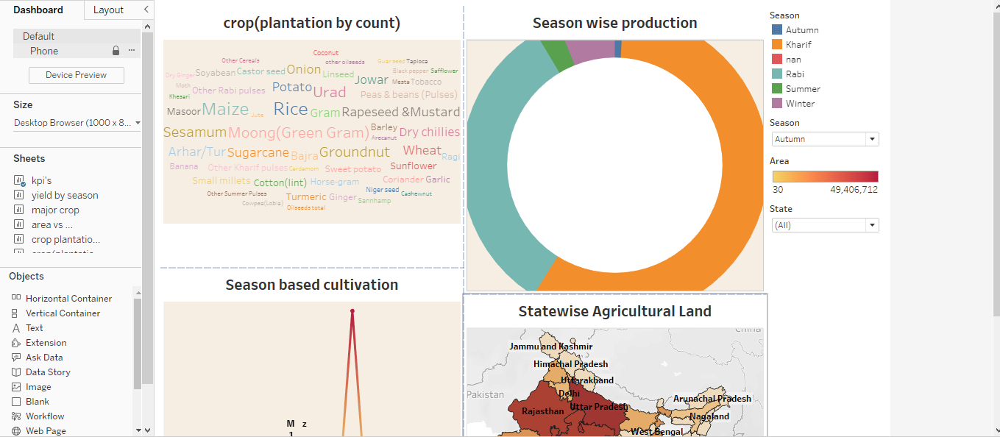 Dashboard
Layout
Default
Phone
Device Preview
Size
Desktop Browser (1000 x 8...
Sheets
kpi's
yield by season
major crop
area vs ...
crop plantatio...
Objects
Horizontal Container
Vertical Container
Text
Extension
Ask Data
Data Story
Image
Blank
Workflow
Web Page
crop(plantation by count)
Coconut
Other Cereals
other oilseeds
Guar seed
Tapioca
Dry Ginger
Soyabean
Castor seed
Onion
Linseed
Black pepper
Safflower
Jowar
Mesta
Tobacco
Moth
Khesari
Other Rabi pulses
Potato
Urad
Peas & beans (Pulses)
Masoor
Maize
Jute
Rice
Gram
Rapeseed &Mustard
Sesamum
Moong(Green Gram)
Barley
Arecanut
Dry chillies
Arhar/Tur
Sugarcane
Bajra
Groundnut
Wheat
Ragi
Banana
Other Kharif pulses
Cardamom
Sweet potato
Sunflower
Small millets
Cotton(lint)
Horse-gram
Coriander
Garlic
Other Summer Pulses
Turmeric
Ginger
Niger seed
Cashewnut
Cowpea(Lobia)
Sannhamp
Oilseeds total
Season wise production
Season based cultivation
M z
1
Statewise Agricultural Land
China
Jammu and Kashmir
Himachal Pradesh
Uttarakhand
Pakistan
Delhi
Arunachal Pradesh
Rajasthan
Uttar Pradesh
Nagaland
West Bengal
Season
Autumn
Kharif
nan
Rabi
Summer
Winter
Season
Autumn
Area
30
49,406,712
State
(All)